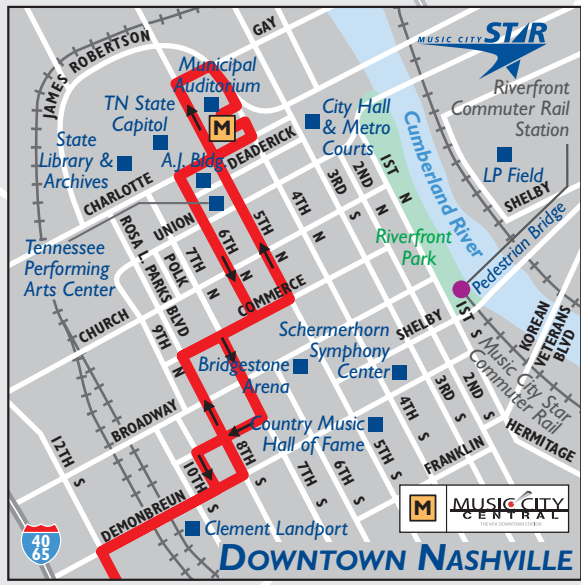 MUSIC CITY STAR
Riverfront
Commuter Rail
Station
GAY
JAMES ROBERTSON
Municipal
Auditorium
TN State
Capitol
M
City Hall
& Metro
Courts
State
Library &
Archives
A.J. Bldg
DEADERICK
CHARLOTTE
Cumberland River
LP Field
SHELBY
1ST N
2ND N
3RD S
4TH N
5TH N
6TH N
7TH N
UNION
POLK
ROSA L. PARKS BLVD
9TH N
Tennessee
Performing
Arts Center
Riverfront
Park
Pedestrian Bridge
COMMERCE
CHURCH
1ST S
KOREAN
VETERANS
BLVD
SHELBY
Schermerhorn
Symphony
Center
Bridgestone
Arena
Music City Star
Commuter Rail
2ND S
3RD S
4TH S
5TH S
6TH S
7TH S
8TH S
10TH S
12TH S
BROADWAY
Country Music
Hall of Fame
HERMITAGE
FRANKLIN
DEMONBREUN
Clement Landport
M
MUSIC CITY
CENTRAL
THE NEW DOWNTOWN STATION
40
65
DOWNTOWN NASHVILLE